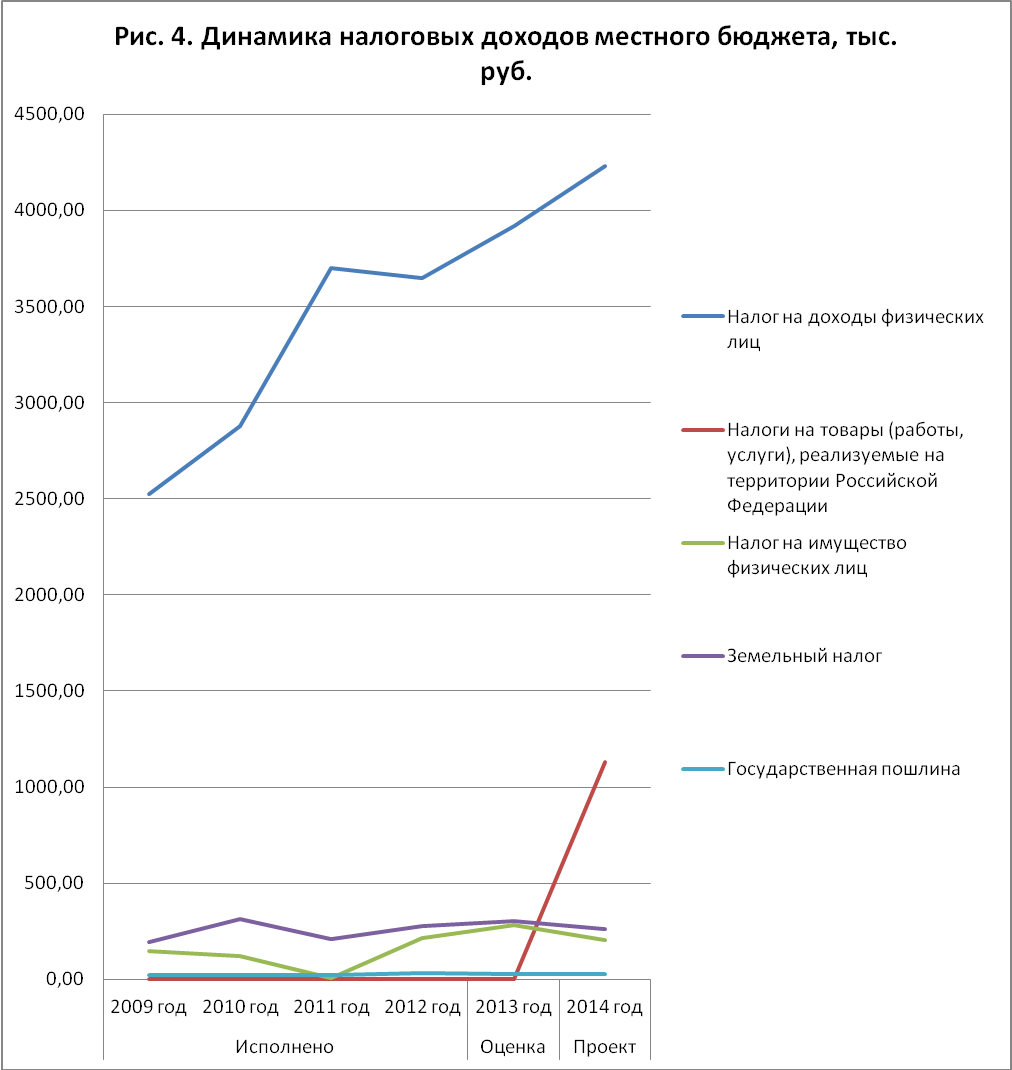 Рис. 4. Динамика налоговых доходов местного бюджета, тыс.
руб.
4500,00
4000,00
3500,00
3000,00
2500,00
2000,00
1500,00
1000,00
500,00
0,00
2009 год
2010 год
2011 год
2012 год
2013 год
2014 год
Исполнено
Оценка
Проект
Налог на доходы физических
лиц
Налоги на товары (работы,
услуги), реализуемые на
территории Российской
Федерации
Налог на имущество
физических лиц
Земельный налог
Государственная пошлина